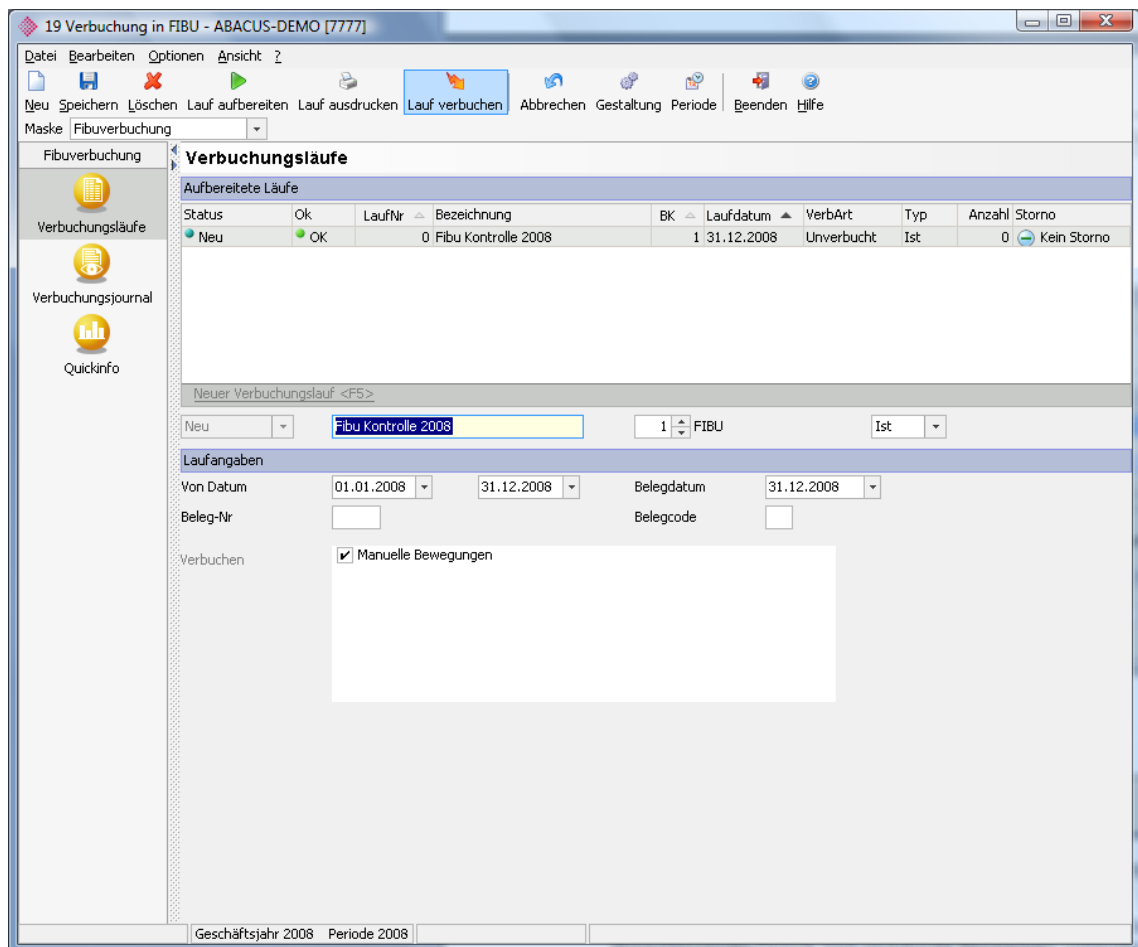 19 Verbuchung in FIBU - ABACUS-DEMO [7777]
Datei Bearbeiten Optionen Ansicht ?
Neu Speichern Löschen Lauf aufbereiten Lauf ausdrucken Lauf verbuchen Abbrechen Gestaltung Periode Beenden Hilfe
Maske Fibuverbuchung
Fibuverbuchung
Verbuchungsläufe
Verbuchungsjournal
Quickinfo
Verbuchungsläufe
Aufbereitete Läufe
Status Ok LaufNr Bezeichnung BK Laufdatum VerbArt Typ Anzahl Storno
Neu OK 0 Fibu Kontrolle 2008 1 31.12.2008 Unverbucht Ist 0 Kein Storno
Neuer Verbuchungslauf <F5>
Neu Fibu Kontrolle 2008 1 FIBU Ist
Laufangaben
Von Datum 01.01.2008 31.12.2008 Belegdatum 31.12.2008
Beleg-Nr Belegcode
Verbuchen Manuelle Bewegungen
Geschäftsjahr 2008 Periode 2008